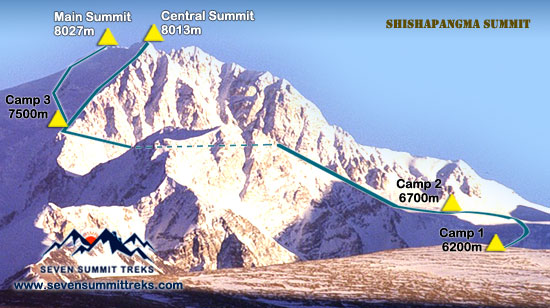 SHISHAPANGMA SUMMIT
Main Summit
8027m
Central Summit
8013m
Camp 3
7500m
Camp 2
6700m
Camp 1
6200m
SEVEN SUMMIT TREKS
www.sevensummittreks.com